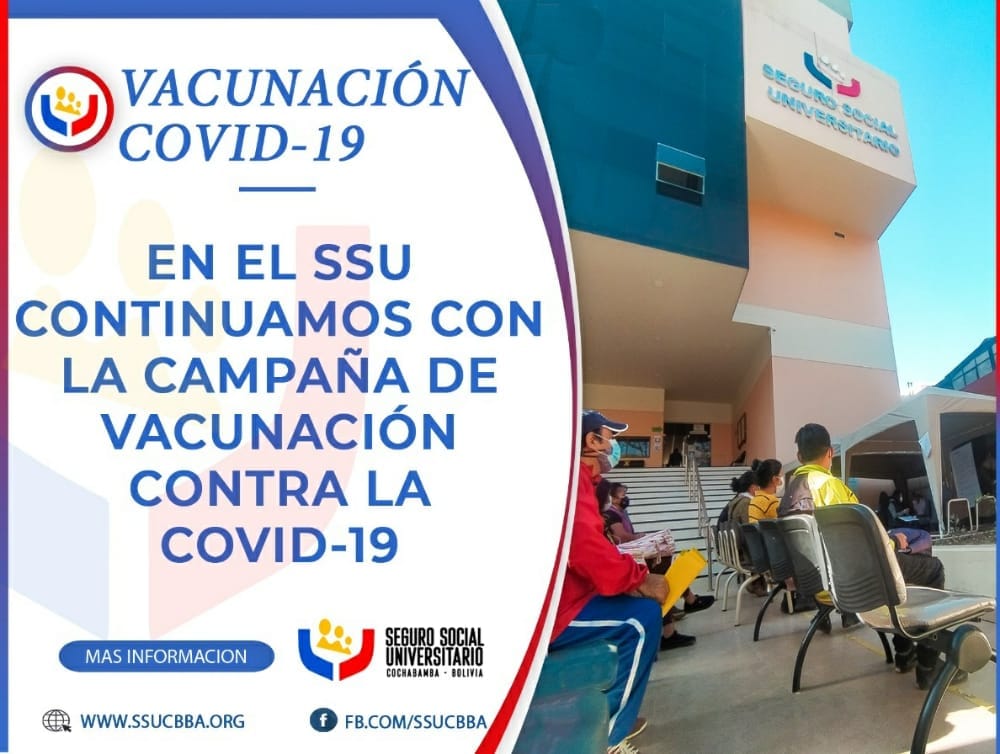 VACUNACIÓN
COVID-19
EN EL SSU
CONTINUAMOS CON
LA CAMPAÑA DE
VACUNACIÓN
CONTRA LA
COVID-19
MAS INFORMACION
SEGURO SOCIAL
UNIVERSITARIO
COCHABAMBA - BOLIVIA
WWW.SSUCBBA.ORG
FB.COM/SSUCBBA
SEGURO SOCIAL
UNIVERSITARIO